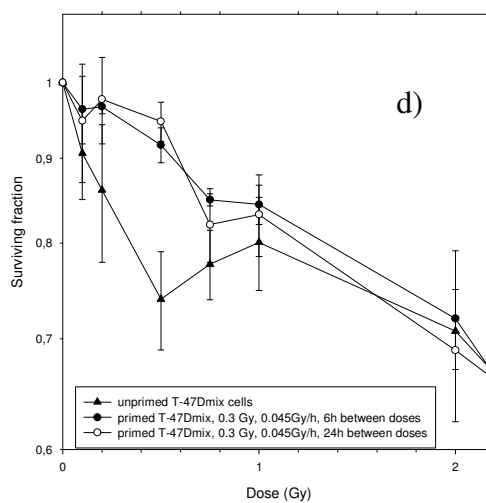 d)
1
0,9
0,8
0,7
0,6
Surviving fraction
unprimed T-47Dmix cells
primed T-47Dmix, 0.3 Gy, 0.045Gy/h, 6h between doses
primed T-47Dmix, 0.3 Gy, 0.045Gy/h, 24h between doses
0
1
2
Dose (Gy)